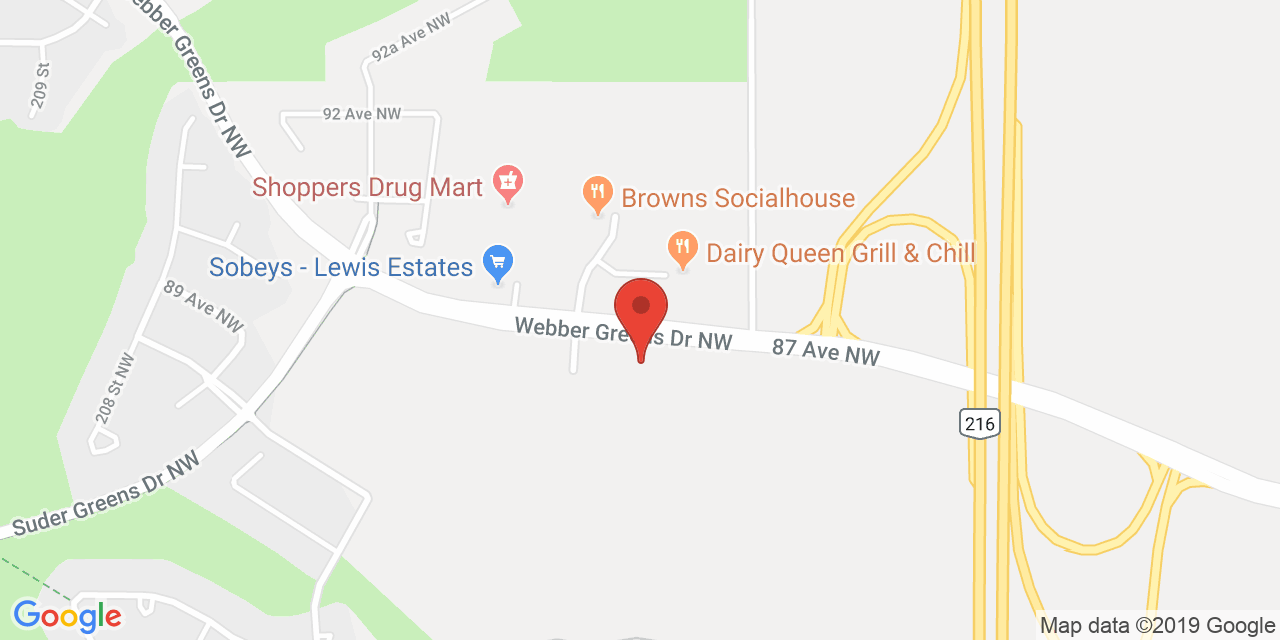 92a Ave NW
209 St
Webber Greens Dr NW
92 Ave NW
Shoppers Drug Mart
Browns Socialhouse
Dairy Queen Grill & Chill
Sobeys - Lewis Estates
89 Ave NW
Webber Greens Dr NW
87 Ave NW
208 St NW
216
Suder Greens Dr NW
Google
Map data ©2019 Google